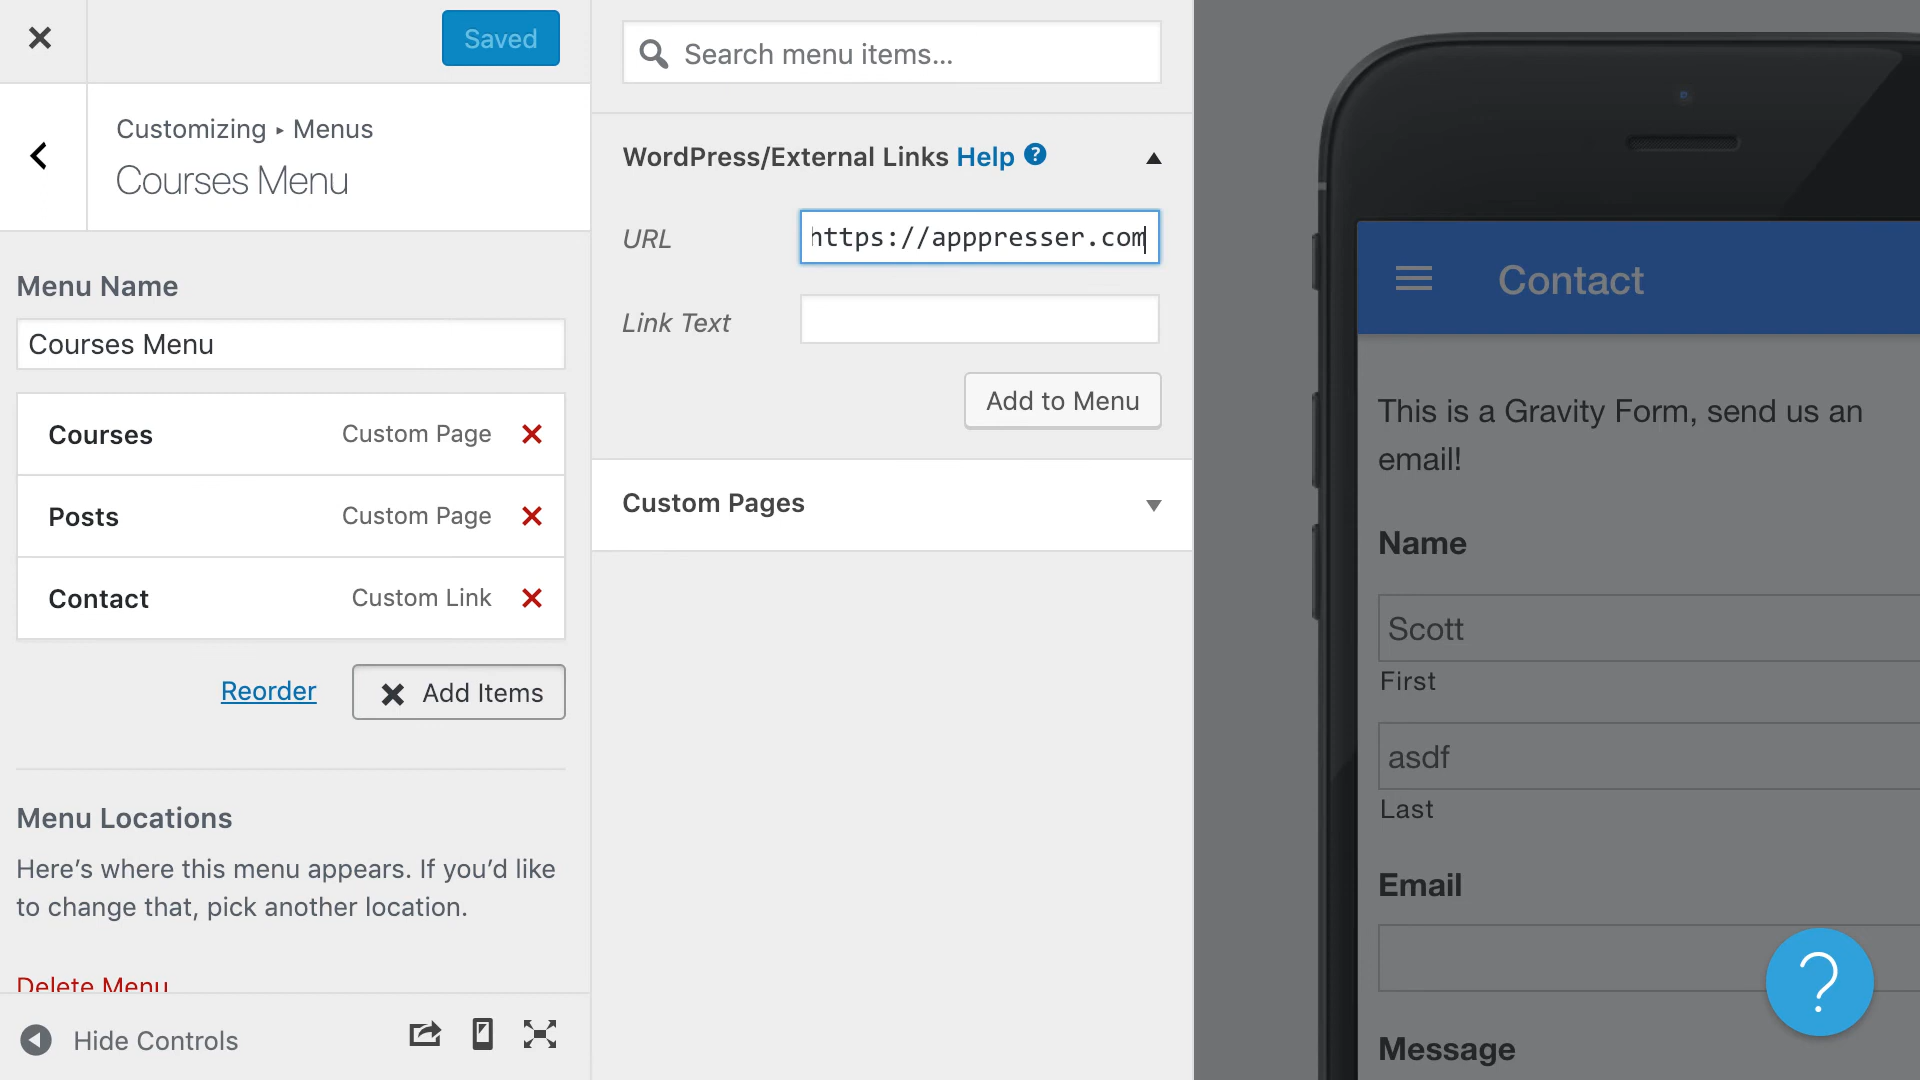 Saved
Customizing ▸ Menus
Courses Menu
Menu Name
Courses Menu
Courses Custom Page
Posts Custom Page
Contact Custom Link
Reorder
Add Items
Menu Locations
Here’s where this menu appears. If you’d like
to change that, pick another location.
Delete Menu
Hide Controls
Search menu items...
WordPress/External Links Help ?
URL https://apppresser.com
Link Text
Add to Menu
Custom Pages
Contact
This is a Gravity Form, send us an
email!
Name
Scott
First
asdf
Last
Email
Message
?